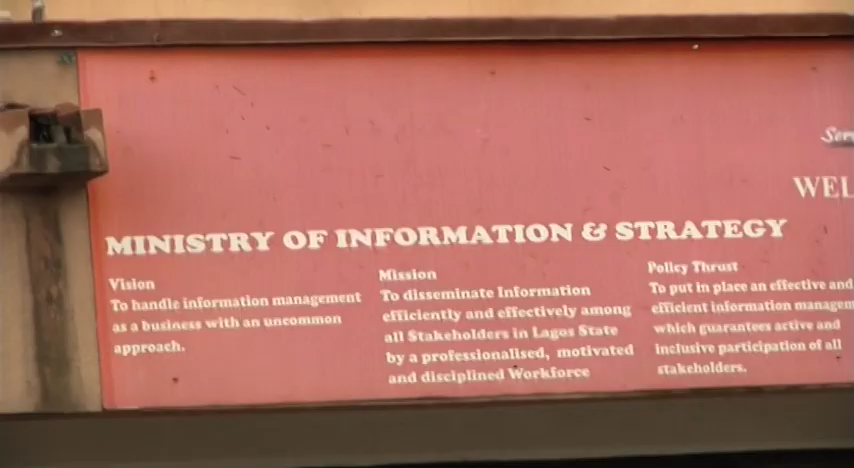 WEL
MINISTRY OF INFORMATION & STRATEGY
Vision
To handle information management
as a business with an uncommon
approach.
Mission
To disseminate Information
efficiently and effectively among
all Stakeholders in Lagos State
by a professionalised, motivated
and disciplined Workforce
Policy Thrust
To put in place an effective and
efficient information managem
which guarantees active and
inclusive participation of all
stakeholders.